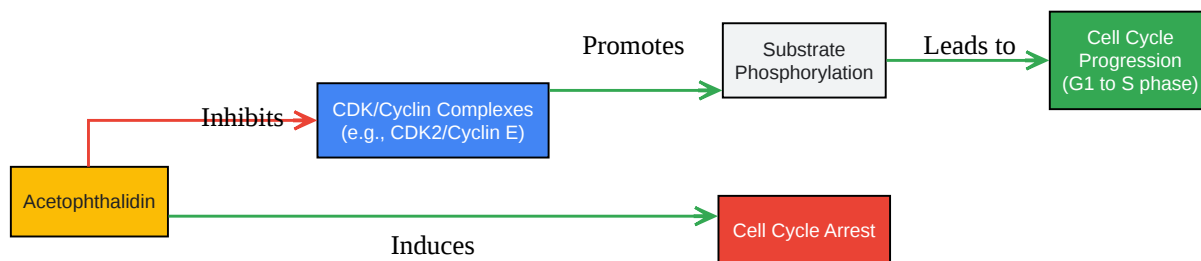 Promotes
Substrate
Phosphorylation
Leads to
Cell Cycle
Progression
(G1 to S phase)
Inhibits
CDK/Cyclin Complexes
(e.g., CDK2/Cyclin E)
Acetophthalidin
Induces
Cell Cycle Arrest